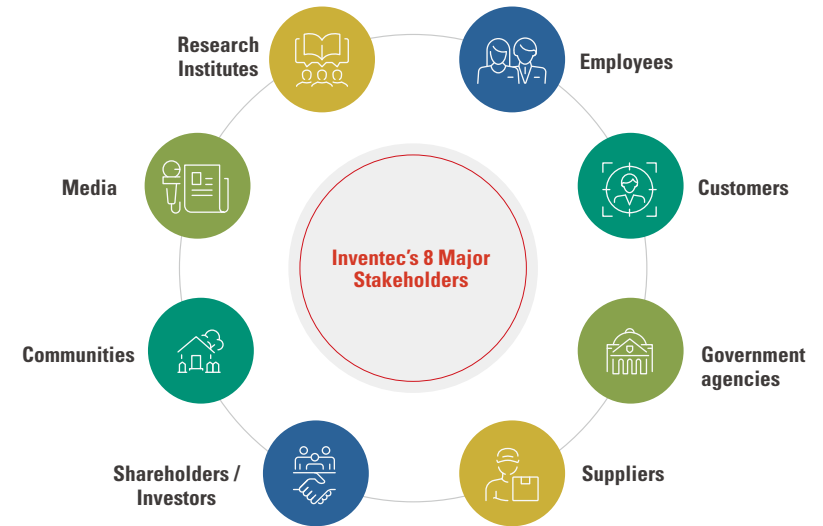 Research
Institutes
Employees
Media
Customers
Inventec's 8 Major
Stakeholders
Communities
Government
agencies
Shareholders /
Investors
Suppliers